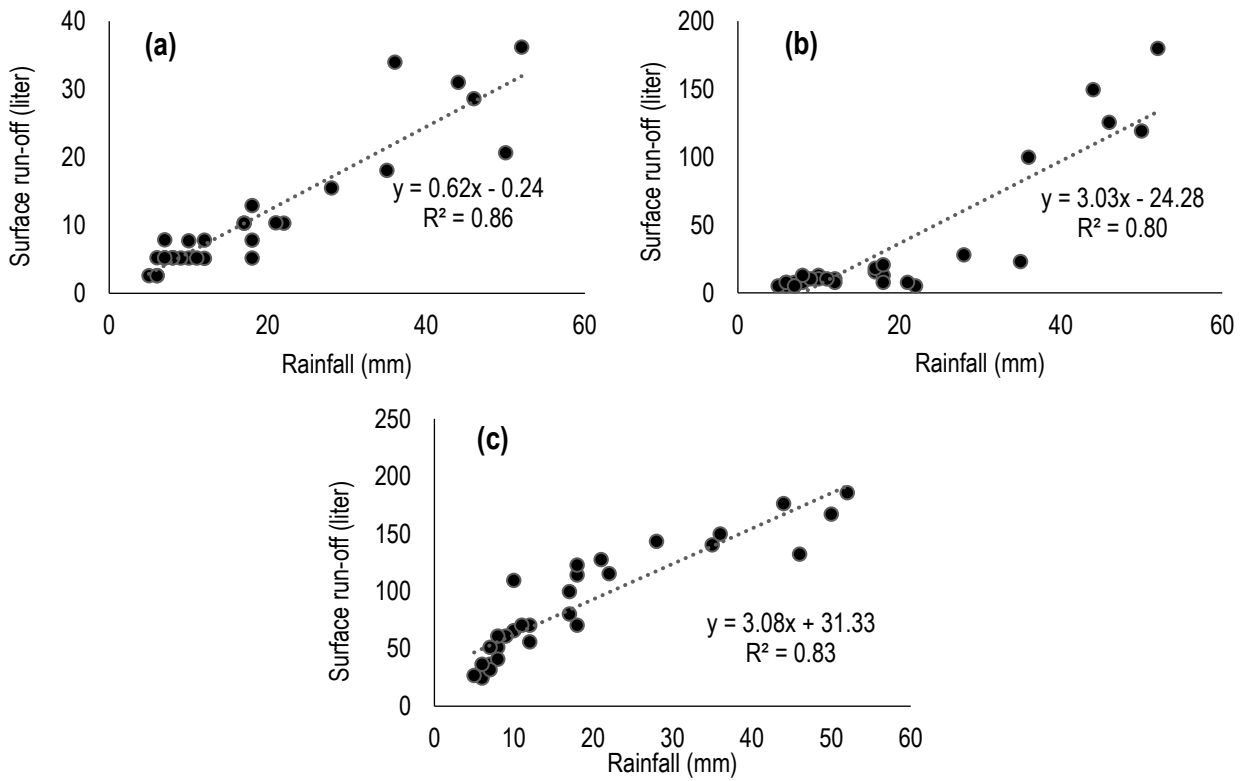 (a)
Surface run-off (liter)
40
30
20
10
0
y = 0.62x - 0.24
R² = 0.86
0 20 40 60
Rainfall (mm)
(b)
Surface run-off (liter)
200
150
100
50
0
y = 3.03x - 24.28
R² = 0.80
0 20 40 60
Rainfall (mm)
(c)
Surface run-off (liter)
250
200
150
100
50
0
y = 3.08x + 31.33
R² = 0.83
0 10 20 30 40 50 60
Rainfall (mm)